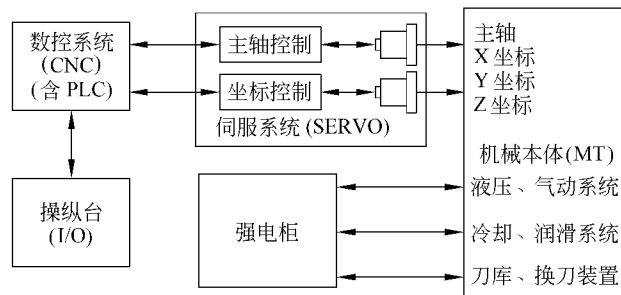 数控系统
(CNC)
(含 PLC)
主轴控制
坐标控制
伺服系统 (SERVO)
操纵台
(I/O)
强电柜
主轴
X 坐标
Y 坐标
Z 坐标
机械本体(MT)
液压、气动系统
冷却、润滑系统
刀库、换刀装置